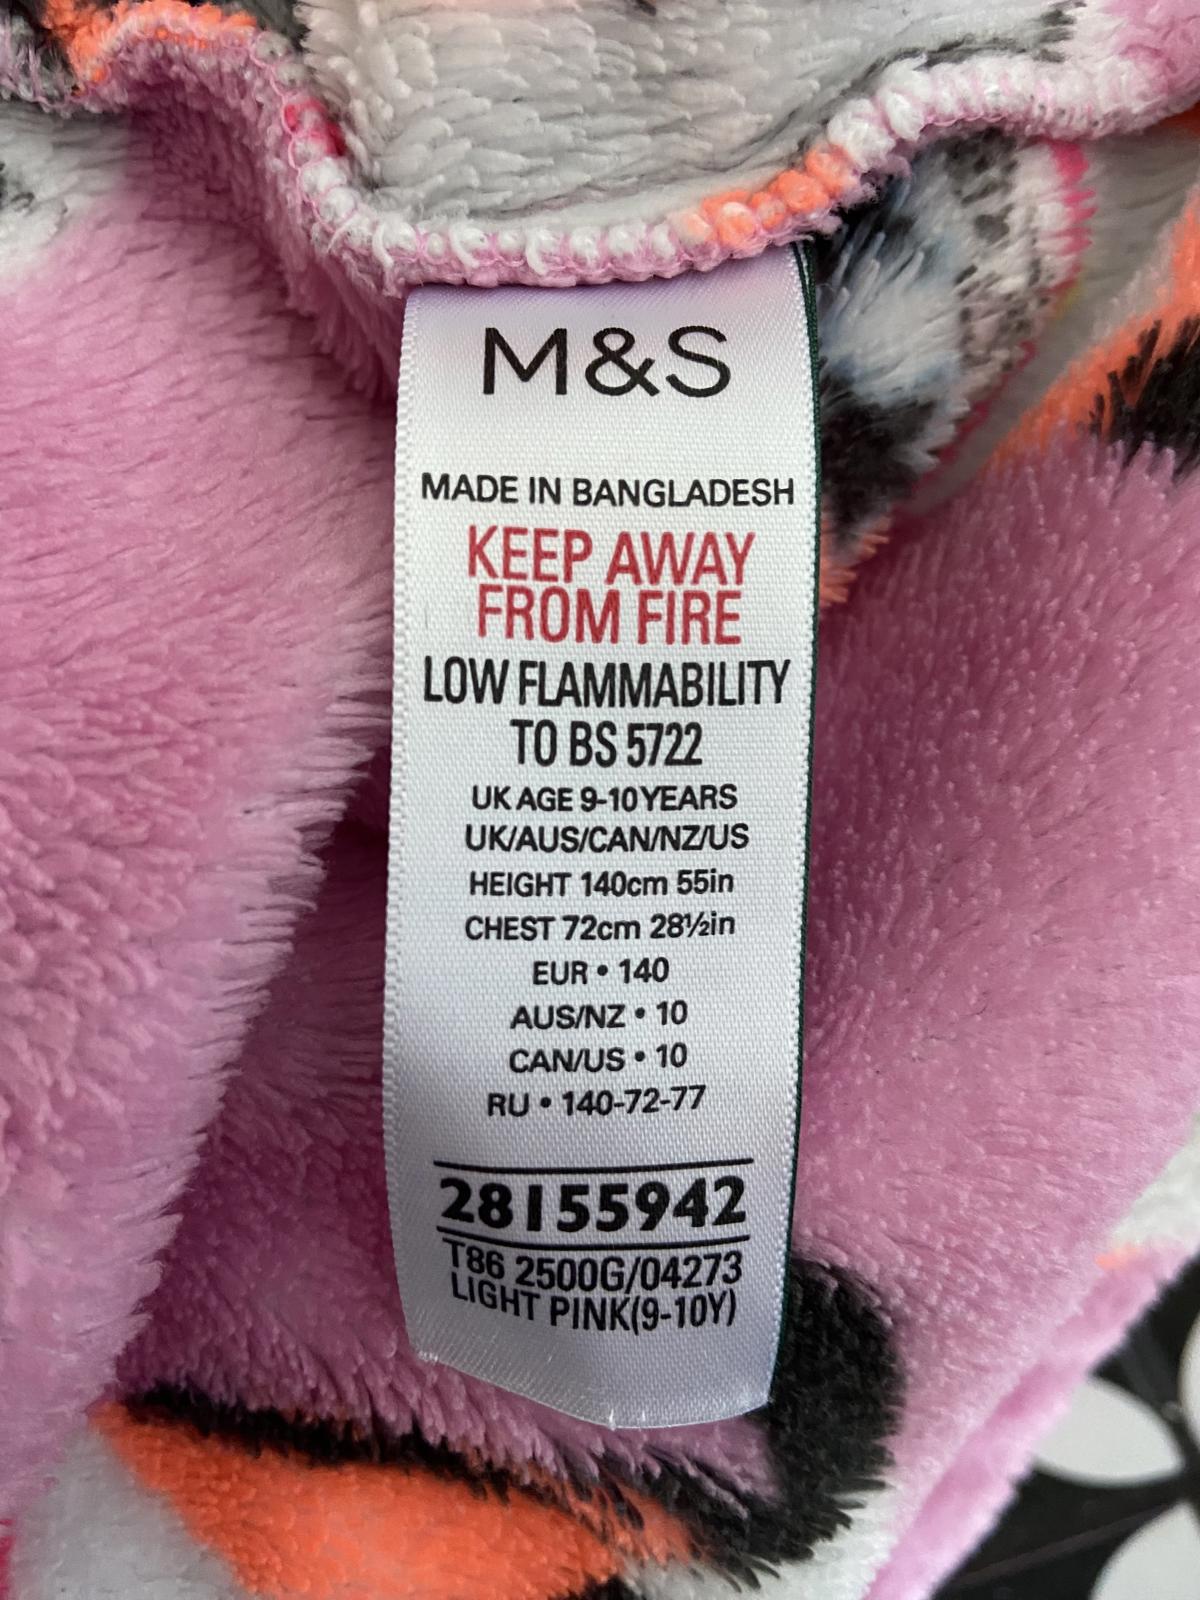 M&S
MADE IN BANGLADESH
KEEP AWAY
FROM FIRE
LOW FLAMMABILITY
TO BS 5722
UK AGE 9-10YEARS
UK/AUS/CAN/NZ/US
HEIGHT 140cm 55in
CHEST 72cm 28½in
EUR • 140
AUS/NZ • 10
CAN/US • 10
RU • 140-72-77
28155942
T86 2500G/04273
LIGHT PINK(9-10Y)